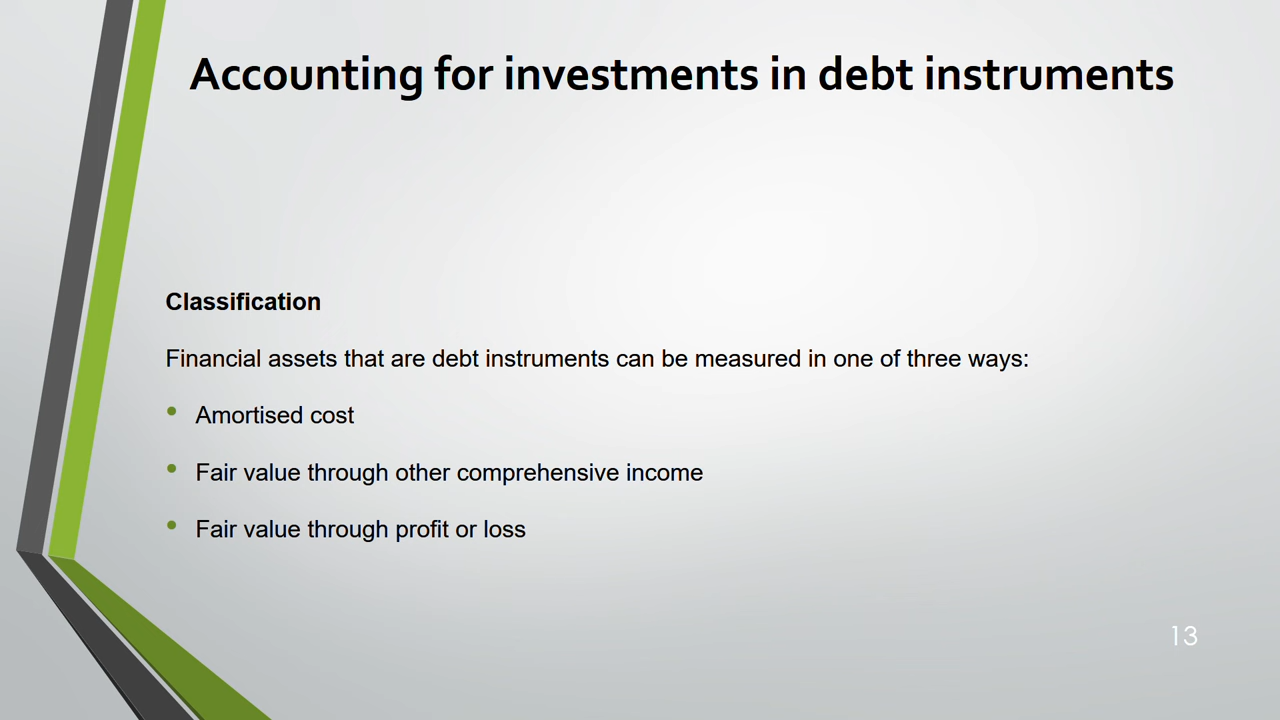 Accounting for investments in debt instruments
Classification
Financial assets that are debt instruments can be measured in one of three ways:
• Amortised cost
• Fair value through other comprehensive income
• Fair value through profit or loss
13